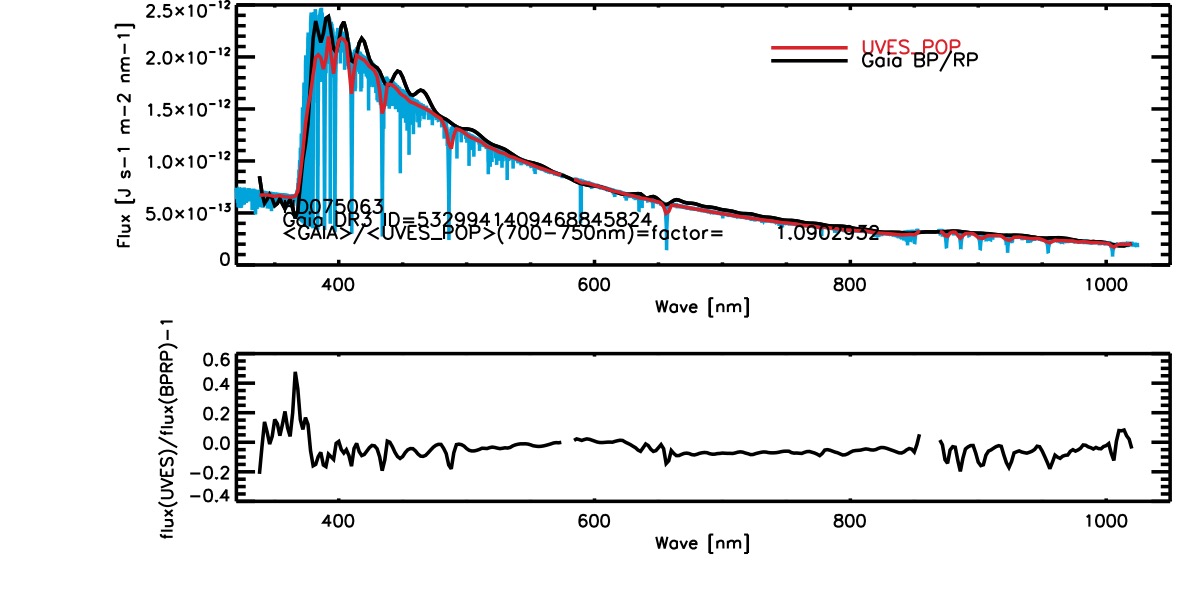 Flux [J s-1 m-2 nm-1]
2.5×10-12
2.0×10-12
1.5×10-12
1.0×10-12
5.0×10-13
0
UVES_POP
Gaia BP/RP
HD075063
Gaia DR3 ID=5329941409468845824
<GAIA>/<UVES_POP>(700-750nm)=factor= 1.0902932
400 600 800 1000
Wave [nm]
flux(UVES)/flux(BPRP)-1
0.6
0.4
0.2
0.0
-0.2
-0.4
400 600 800 1000
Wave [nm]